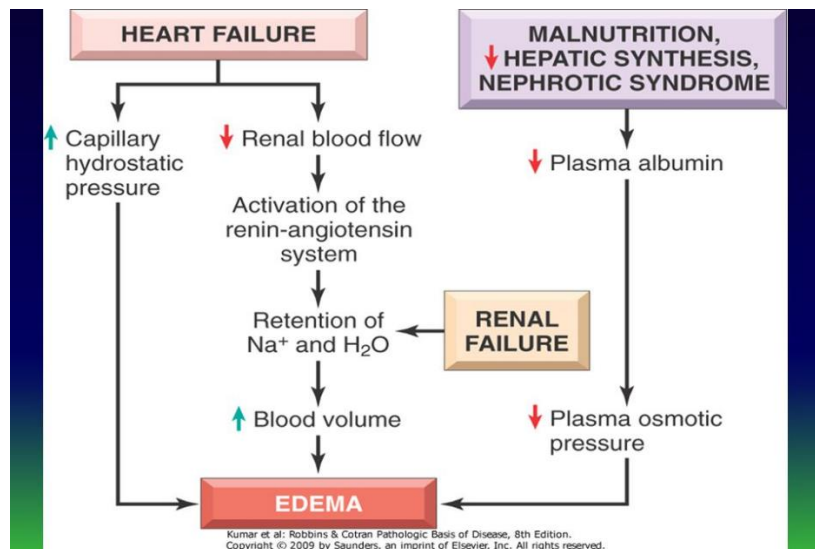 HEART FAILURE
MALNUTRITION,
↓ HEPATIC SYNTHESIS,
NEPHROTIC SYNDROME
↑ Capillary
hydrostatic
pressure
↓ Renal blood flow
↓ Plasma albumin
Activation of the
renin-angiotensin
system
Retention of
Na⁺ and H₂O
RENAL
FAILURE
↑ Blood volume
↓ Plasma osmotic
pressure
EDEMA
Kumar et al: Robbins & Cotran Pathologic Basis of Disease, 8th Edition.
Copyright © 2009 by Saunders, an imprint of Elsevier, Inc. All rights reserved.